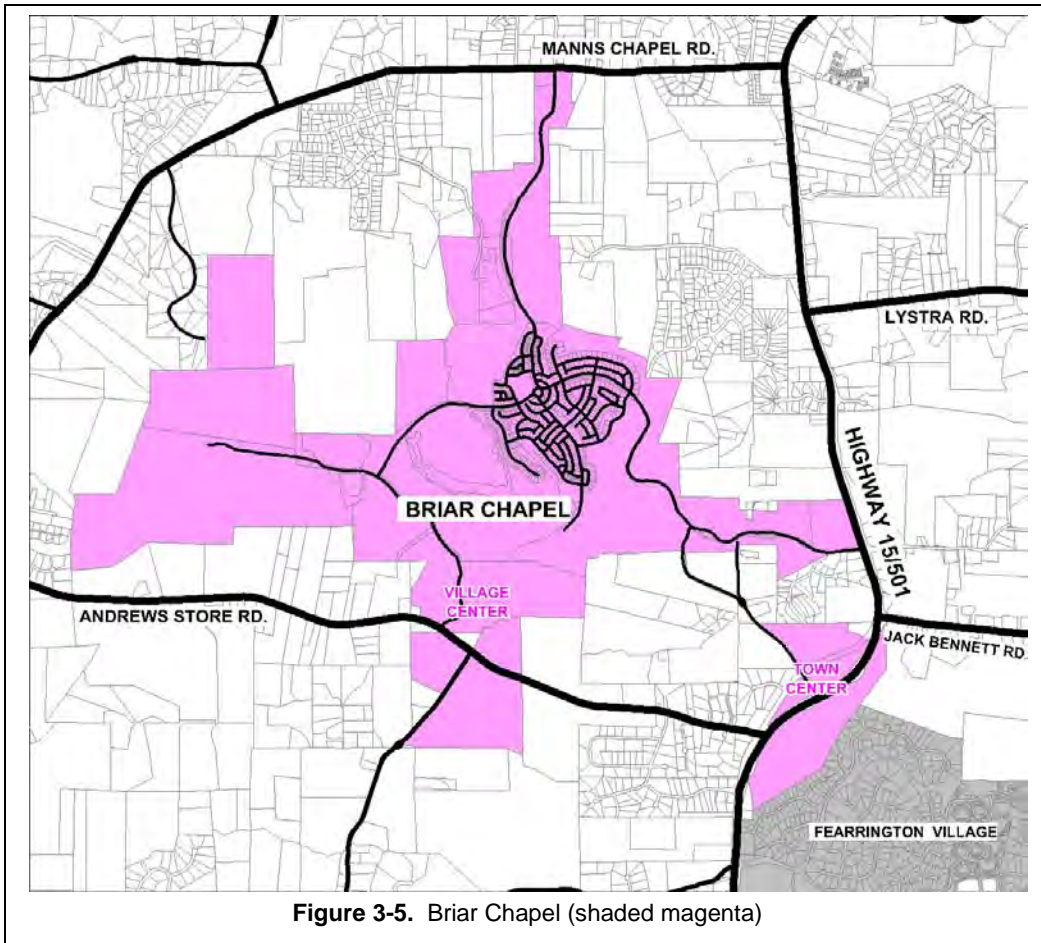 MANNS CHAPEL RD.
LYSTRA RD.
HIGHWAY 15/501
BRIAR CHAPEL
VILLAGE
CENTER
ANDREWS STORE RD.
JACK BENNETT RD
TOWN
CENTER
FEARRINGTON VILLAGE
Figure 3-5. Briar Chapel (shaded magenta)